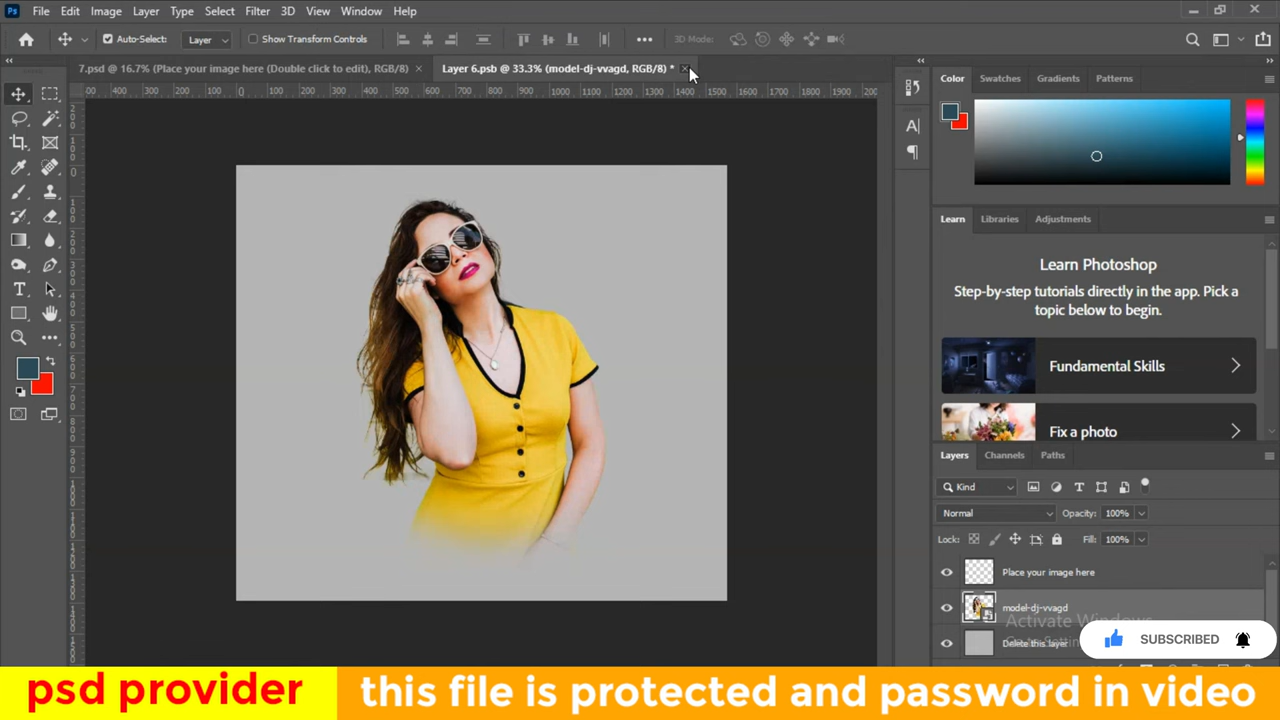 Ps File Edit Image Layer Type Select Filter 3D View Window Help
Auto-Select: Layer Show Transform Controls 3D Mode:
7.psd @ 16.7% (Place your image here (Double click to edit), RGB/8) Layer 6.psb @ 33.3% (model-dj-vvagd, RGB/8) *
Color Swatches Gradients Patterns
Learn Libraries Adjustments
Learn Photoshop
Step-by-step tutorials directly in the app. Pick a
topic below to begin.
Fundamental Skills
Fix a photo
Layers Channels Paths
Kind
Normal Opacity: 100%
Lock: Fill: 100%
Place your image here
model-dj-vvagd
Activate Windows
Delete this layer
SUBSCRIBED
psd provider this file is protected and password in video